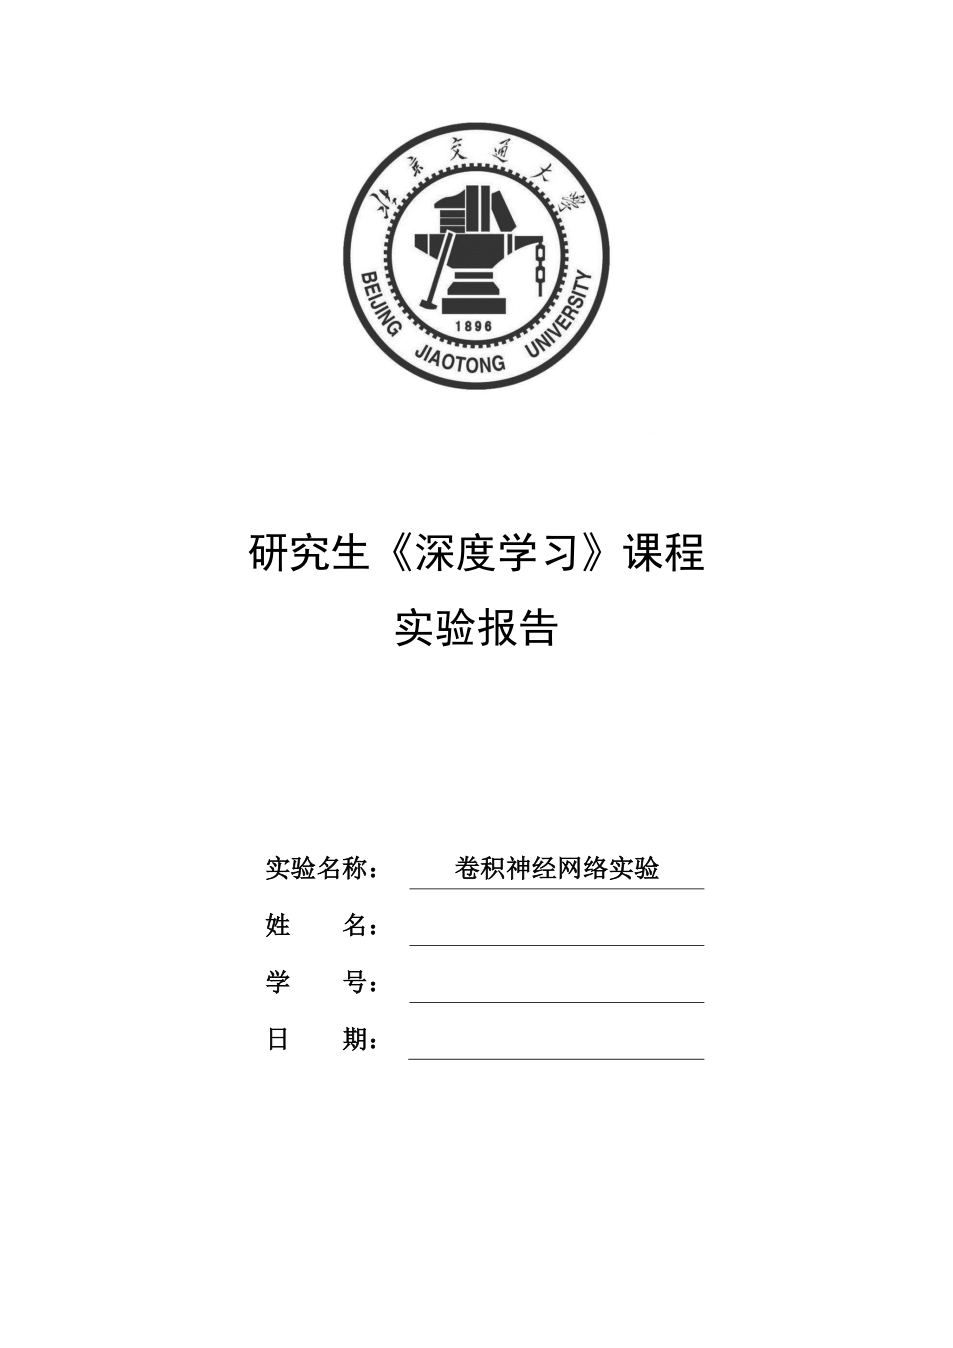 北京交通大学
1896
BEIJING JIAOTONG UNIVERSITY
研究生《深度学习》课程
实验报告
实验名称： 卷积神经网络实验
姓 名：
学 号：
日 期：